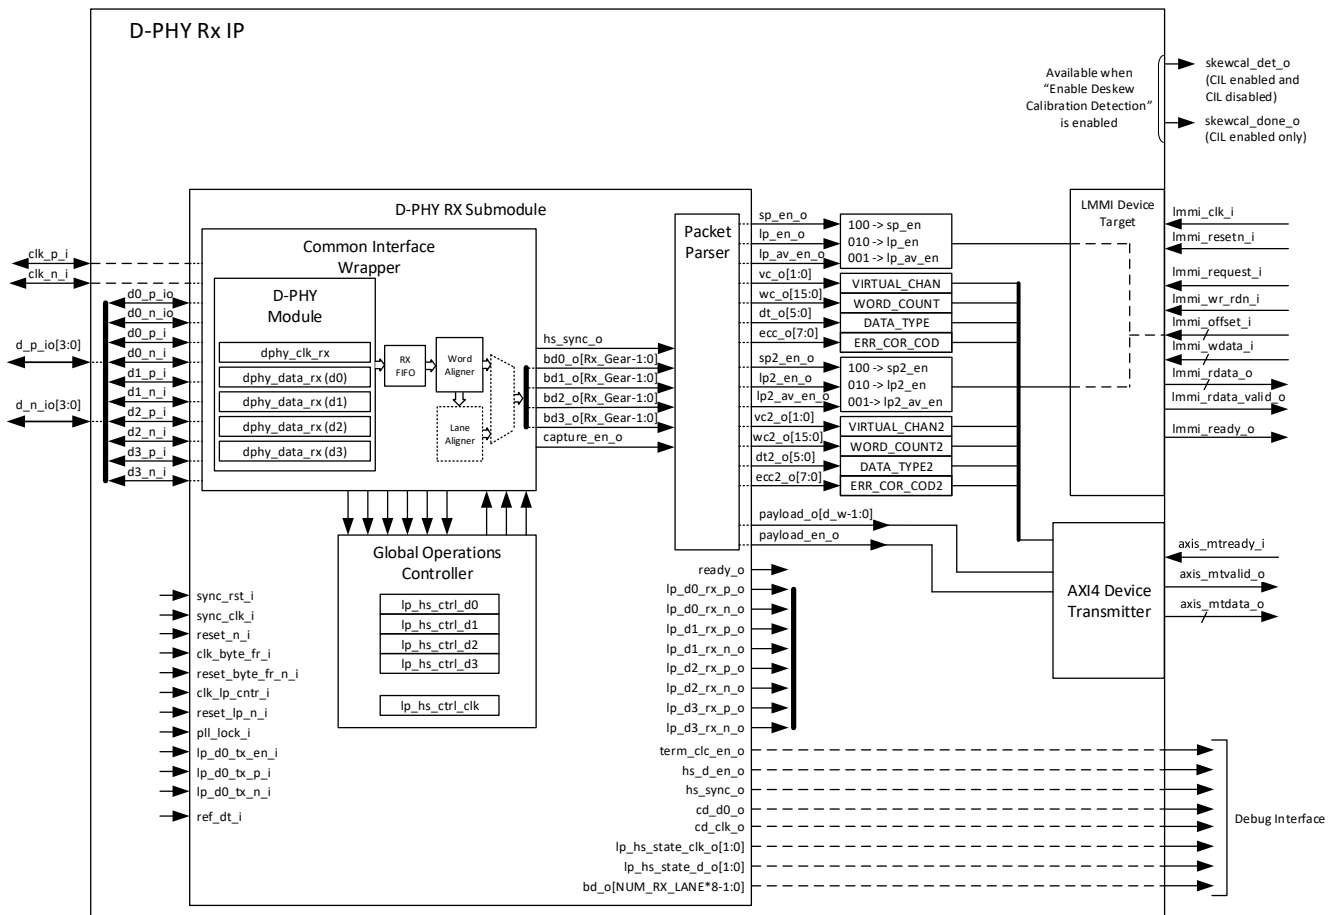 D-PHY Rx IP
Available when
“Enable Deskew
Calibration Detection”
is enabled
skewcal_det_o
(CIL enabled and
CIL disabled)
skewcal_done_o
(CIL enabled only)
clk_p_i
clk_n_i
d0_p_io
d0_n_io
d0_p_i
d0_n_i
d1_p_i
d1_n_i
d2_p_i
d2_n_i
d3_p_i
d3_n_i
d_p_io[3:0]
d_n_io[3:0]
D-PHY RX Submodule
Common Interface
Wrapper
D-PHY
Module
dphy_clk_rx
dphy_data_rx (d0)
dphy_data_rx (d1)
dphy_data_rx (d2)
dphy_data_rx (d3)
RX
FIFO
Word
Aligner
Lane
Aligner
hs_sync_o
bd0_o[Rx_Gear-1:0]
bd1_o[Rx_Gear-1:0]
bd2_o[Rx_Gear-1:0]
bd3_o[Rx_Gear-1:0]
capture_en_o
Packet
Parser
Global Operations
Controller
lp_hs_ctrl_d0
lp_hs_ctrl_d1
lp_hs_ctrl_d2
lp_hs_ctrl_d3
lp_hs_ctrl_clk
sync_rst_i
sync_clk_i
reset_n_i
clk_byte_fr_i
reset_byte_fr_n_i
clk_lp_cntr_i
reset_lp_n_i
pll_lock_i
lp_d0_tx_en_i
lp_d0_tx_p_i
lp_d0_tx_n_i
ref_dt_i
sp_en_o
lp_en_o
lp_av_en_o
vc_o[1:0]
wc_o[15:0]
dt_o[5:0]
ecc_o[7:0]
sp2_en_o
lp2_en_o
lp2_av_en_o
vc2_o[1:0]
wc2_o[15:0]
dt2_o[5:0]
ecc2_o[7:0]
payload_o[d_w-1:0]
payload_en_o
100 -> sp_en
010 -> lp_en
001 -> lp_av_en
VIRTUAL_CHAN
WORD_COUNT
DATA_TYPE
ERR_COR_COD
100 -> sp2_en
010 -> lp2_en
001-> lp2_av_en
VIRTUAL_CHAN2
WORD_COUNT2
DATA_TYPE2
ERR_COR_COD2
LMMI Device
Target
lmmi_clk_i
lmmi_resetn_i
lmmi_request_i
lmmi_wr_rdn_i
lmmi_offset_i
lmmi_wdata_i
lmmi_rdata_o
lmmi_rdata_valid_o
lmmi_ready_o
AXI4 Device
Transmitter
axis_mtready_i
axis_mtvalid_o
axis_mtdata_o
ready_o
lp_d0_rx_p_o
lp_d0_rx_n_o
lp_d1_rx_p_o
lp_d1_rx_n_o
lp_d2_rx_p_o
lp_d2_rx_n_o
lp_d3_rx_p_o
lp_d3_rx_n_o
term_clc_en_o
hs_d_en_o
hs_sync_o
cd_d0_o
cd_clk_o
lp_hs_state_clk_o[1:0]
lp_hs_state_d_o[1:0]
bd_o[NUM_RX_LANE*8-1:0]
Debug Interface